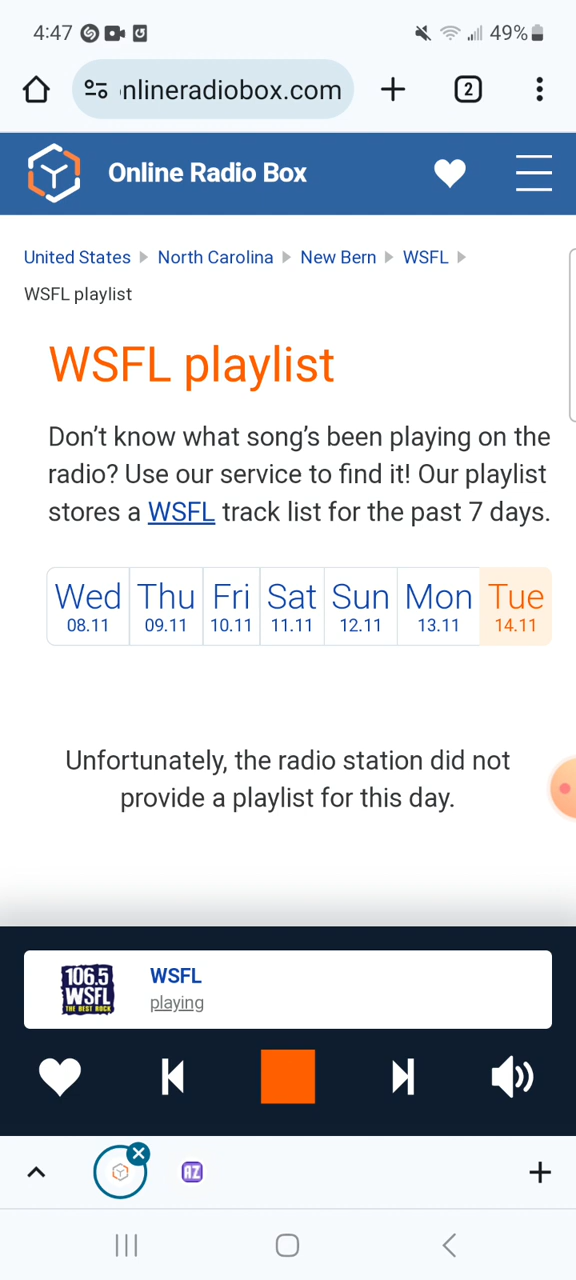 4:47 49%
nlineradiobox.com 2
Online Radio Box
United States North Carolina New Bern WSFL
WSFL playlist
WSFL playlist
Don’t know what song’s been playing on the
radio? Use our service to find it! Our playlist
stores a WSFL track list for the past 7 days.
Wed Thu Fri Sat Sun Mon Tue
08.11 09.11 10.11 11.11 12.11 13.11 14.11
Unfortunately, the radio station did not
provide a playlist for this day.
106.5
WSFL
THE BEST ROCK
WSFL
playing
AZ